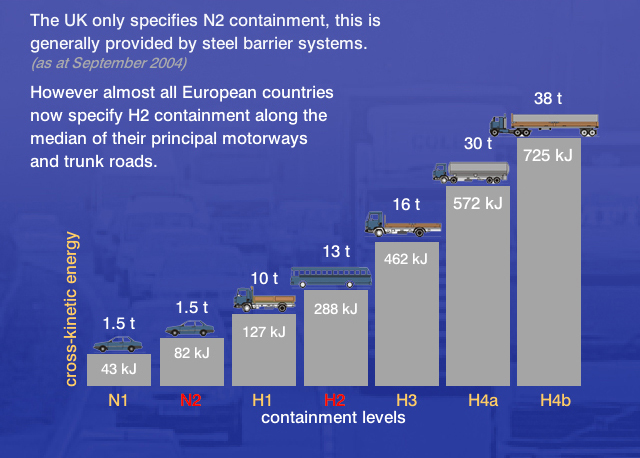 The UK only specifies N2 containment, this is
generally provided by steel barrier systems.
(as at September 2004)
However almost all European countries
now specify H2 containment along the
median of their principal motorways
and trunk roads.
38 t
725 kJ
30 t
572 kJ
16 t
462 kJ
13 t
288 kJ
10 t
127 kJ
1.5 t
82 kJ
1.5 t
43 kJ
cross-kinetic energy
N1 N2 H1 H2 H3 H4a H4b
containment levels